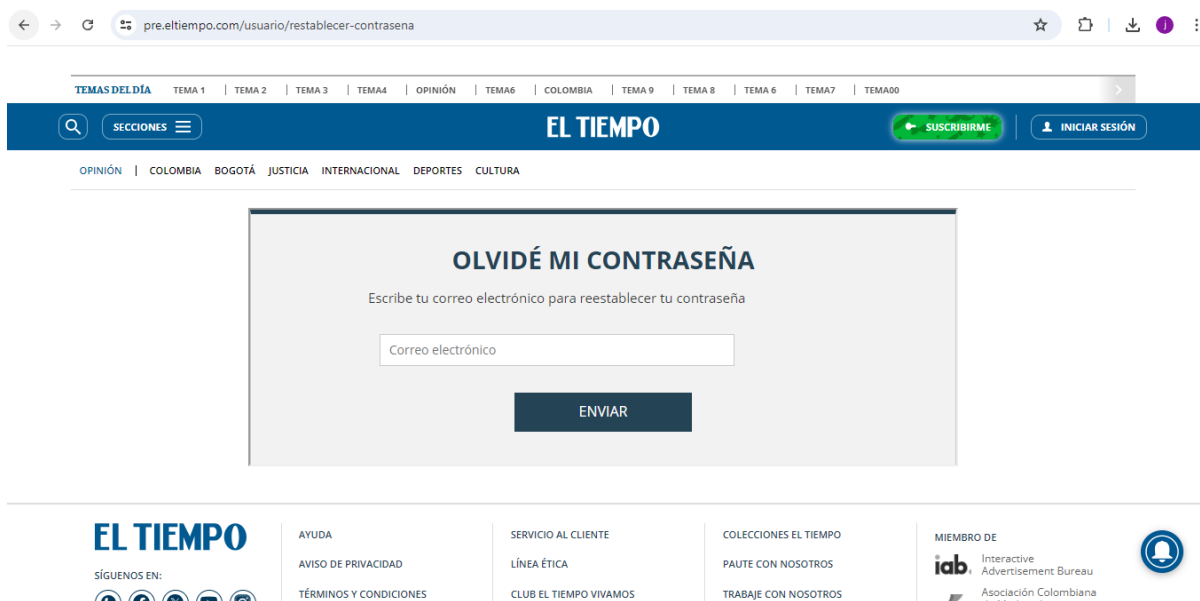 pre.eltiempo.com/usuario/restablecer-contrasena
j
TEMAS DEL DÍA TEMA 1 | TEMA 2 | TEMA 3 | TEMA4 | OPINIÓN | TEMA6 | COLOMBIA | TEMA 9 | TEMA 8 | TEMA 6 | TEMA7 | TEMA00
SECCIONES EL TIEMPO SUSCRIBIRME INICIAR SESIÓN
OPINIÓN | COLOMBIA BOGOTÁ JUSTICIA INTERNACIONAL DEPORTES CULTURA
OLVIDÉ MI CONTRASEÑA
Escribe tu correo electrónico para reestablecer tu contraseña
Correo electrónico
ENVIAR
EL TIEMPO
SÍGUENOS EN:
AYUDA
AVISO DE PRIVACIDAD
TÉRMINOS Y CONDICIONES
SERVICIO AL CLIENTE
LÍNEA ÉTICA
CLUB EL TIEMPO VIVAMOS
COLECCIONES EL TIEMPO
PAUTE CON NOSOTROS
TRABAJE CON NOSOTROS
MIEMBRO DE
iab. Interactive
Advertisement Bureau
Asociación Colombiana